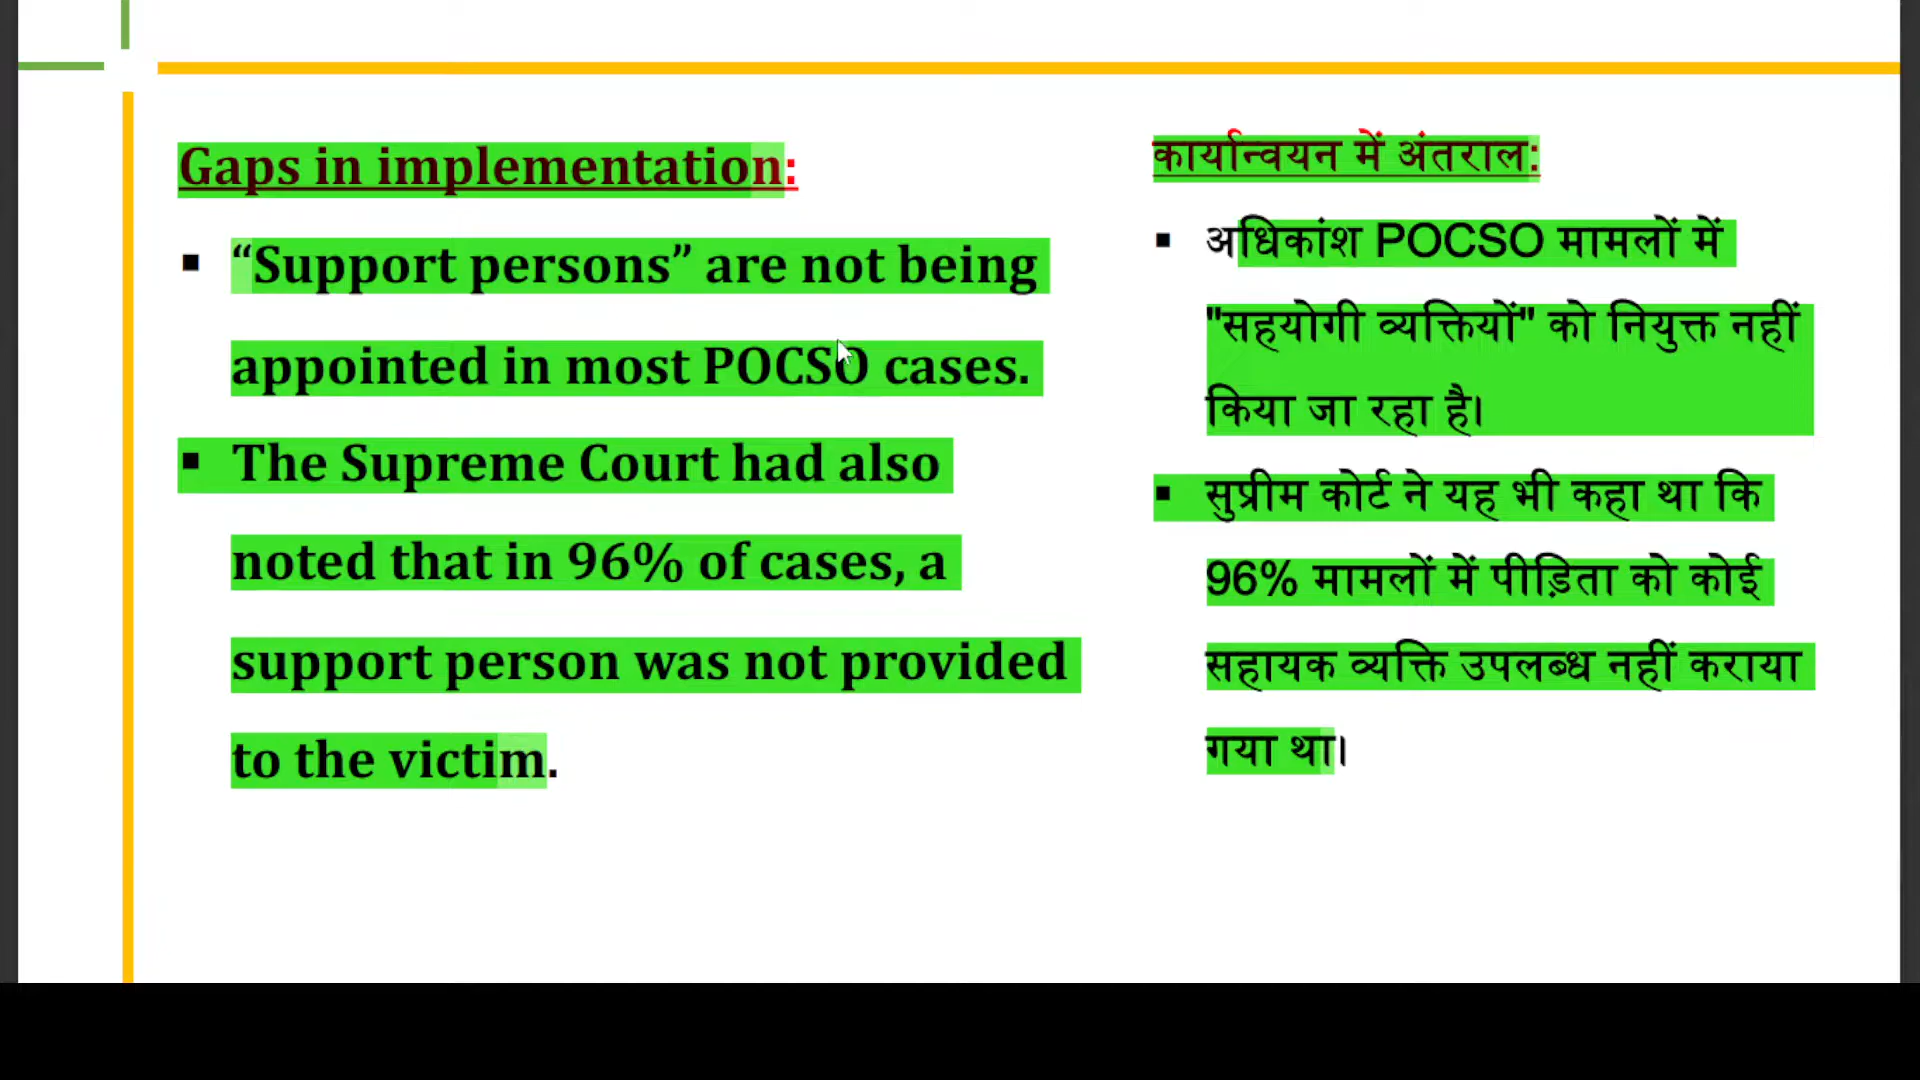 Gaps in implementation:
▪ “Support persons” are not being
appointed in most POCSO cases.
▪ The Supreme Court had also
noted that in 96% of cases, a
support person was not provided
to the victim.
कार्यान्वयन में अंतराल:
▪ अधिकांश POCSO मामलों में
"सहयोगी व्यक्तियों" को नियुक्त नहीं
किया जा रहा है।
▪ सुप्रीम कोर्ट ने यह भी कहा था कि
96% मामलों में पीड़िता को कोई
सहायक व्यक्ति उपलब्ध नहीं कराया
गया था।